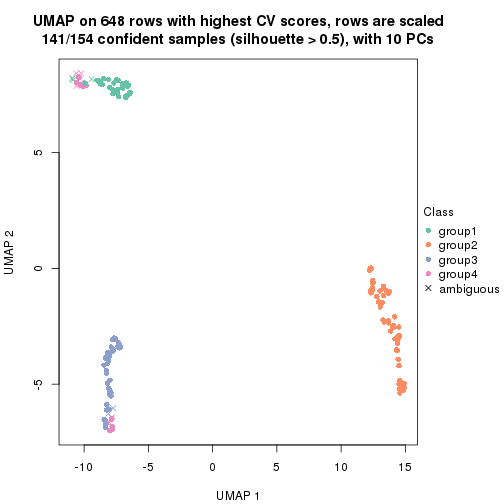 UMAP on 648 rows with highest CV scores, rows are scaled
141/154 confident samples (silhouette > 0.5), with 10 PCs
5
0
-5
UMAP 2
-10
-5
0
5
10
15
UMAP 1
Class
group1
group2
group3
group4
ambiguous